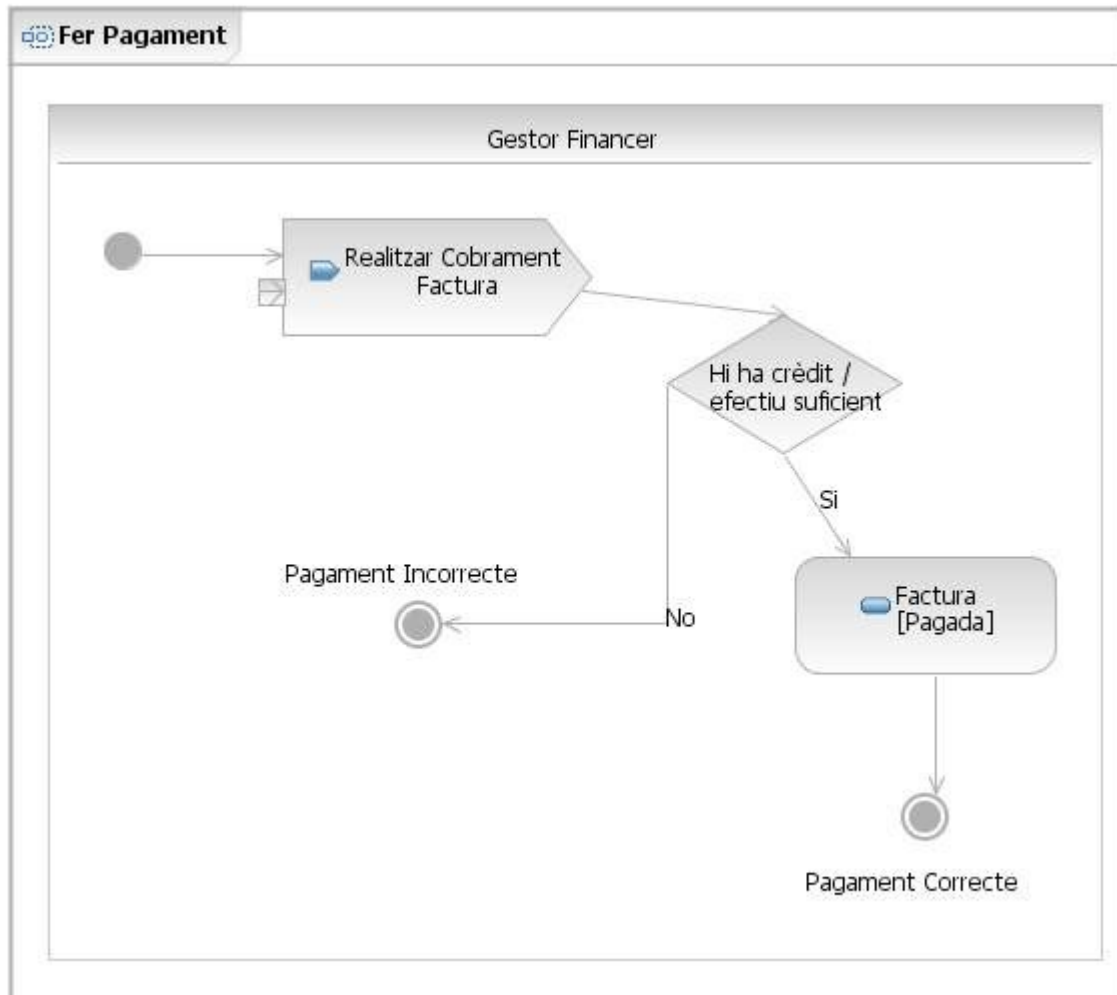 Fer Pagament
Gestor Financer
Realitzar Cobrament
Factura
Hi ha crèdit /
efectiu suficient
Si
Pagament Incorrecte
No
Factura
[Pagada]
Pagament Correcte